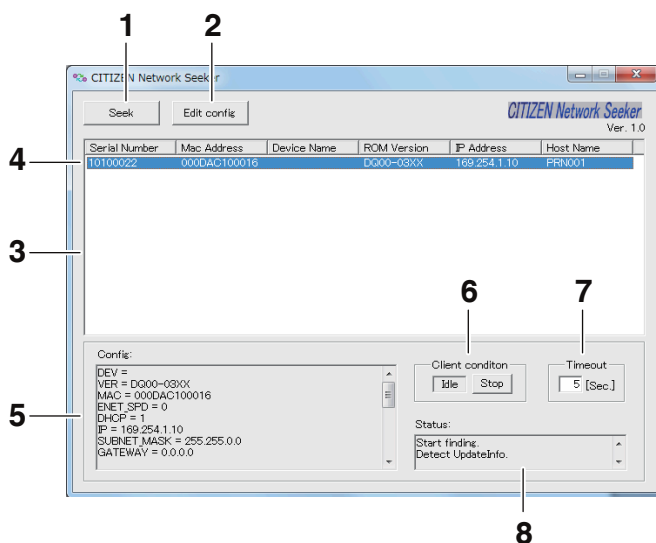 1 2
CITIZEN Network Seeker
Seek Edit config CITIZEN Network Seeker
Ver. 1.0
Serial Number Mac Address Device Name ROM Version IP Address Host Name
4 10100022 000DAC100016 DQ00-03XX 169.254.1.10 PRN001
3
6 7
Config:
Client conditon Timeout
DEV =
VER = DQ00-03XX
Idle Stop 5 [Sec.]
MAC = 000DAC100016
ENET_SPD = 0
5 DHCP = 1
IP = 169.254.1.10
Status:
SUBNET_MASK = 255.255.0.0
Start finding.
GATEWAY = 0.0.0.0
Detect UpdateInfo.
8